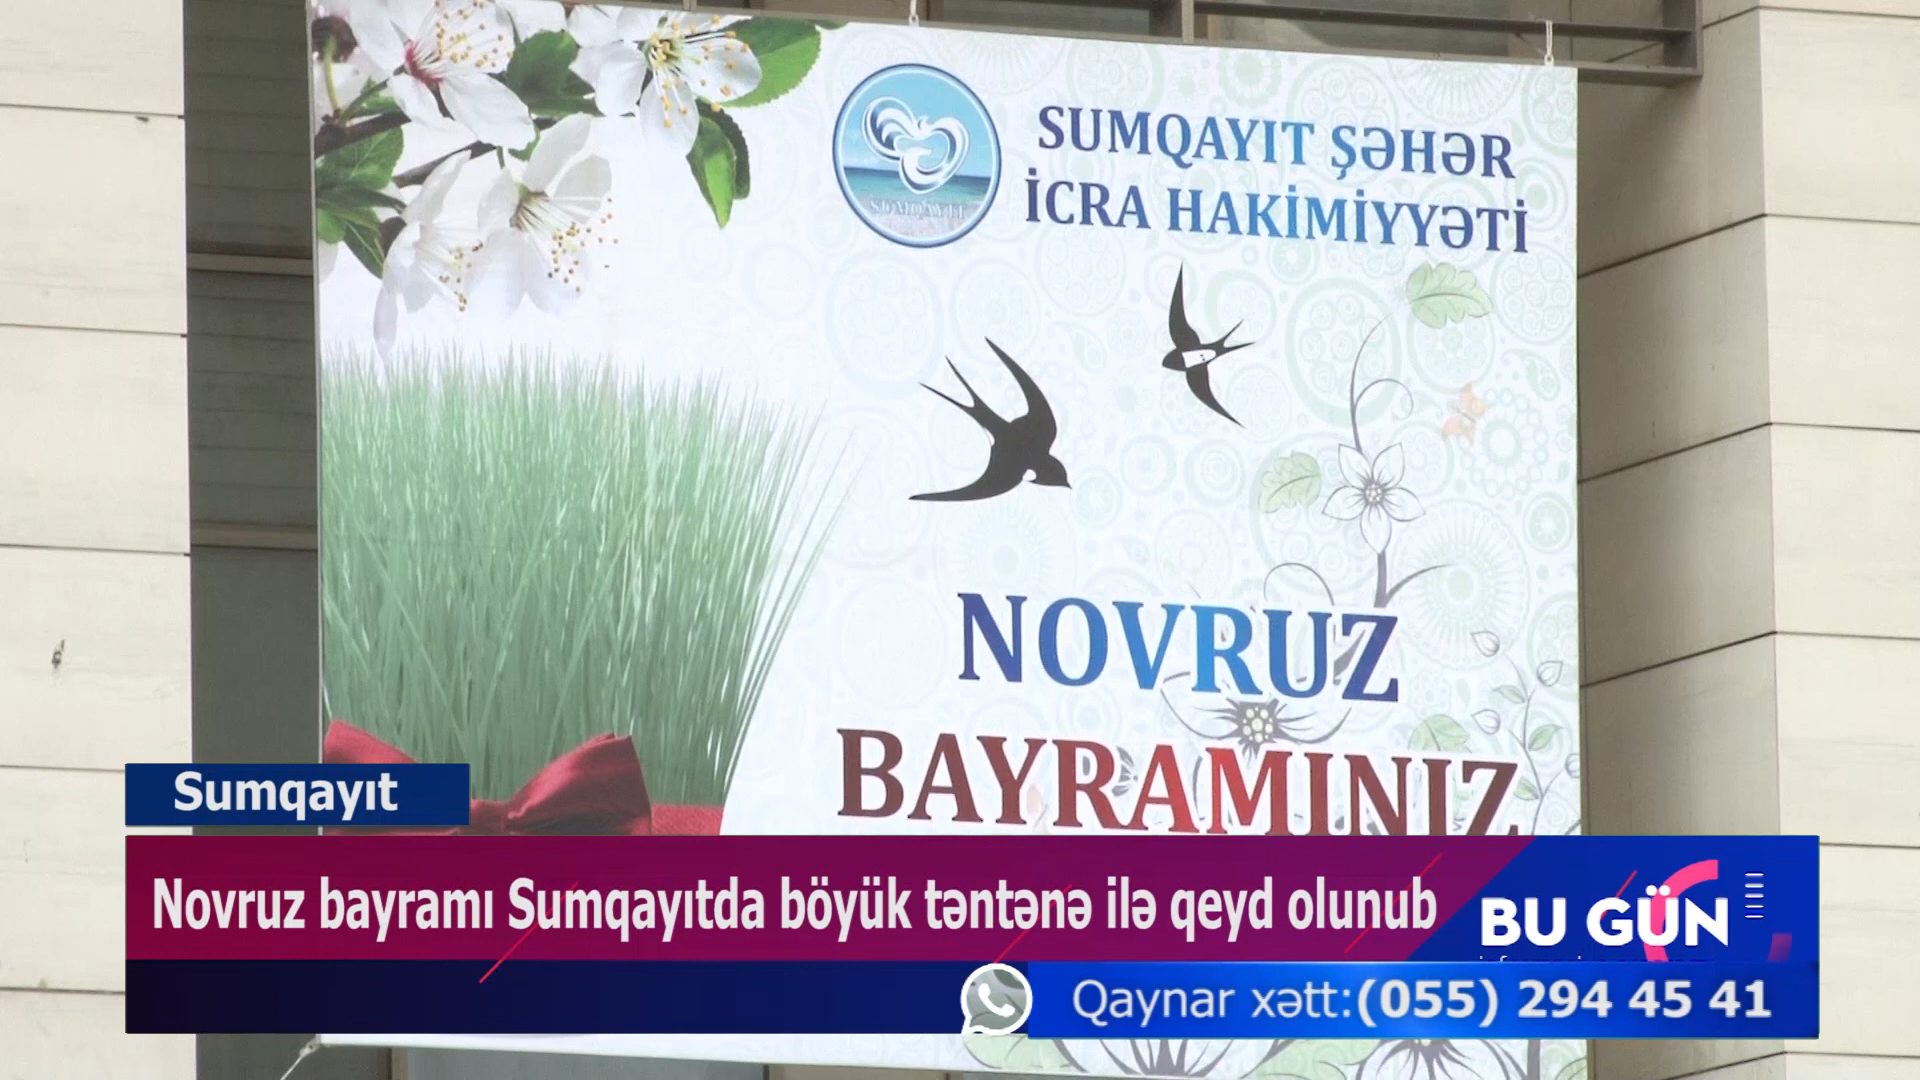 SUMQAYIT
SUMQAYIT ŞƏHƏR
İCRA HAKİMİYYƏTİ
NOVRUZ
BAYRAMINIZ
Sumqayıt
Novruz bayramı Sumqayıtda böyük təntənə ilə qeyd olunub
BU GÜN
Qaynar xətt:(055) 294 45 41